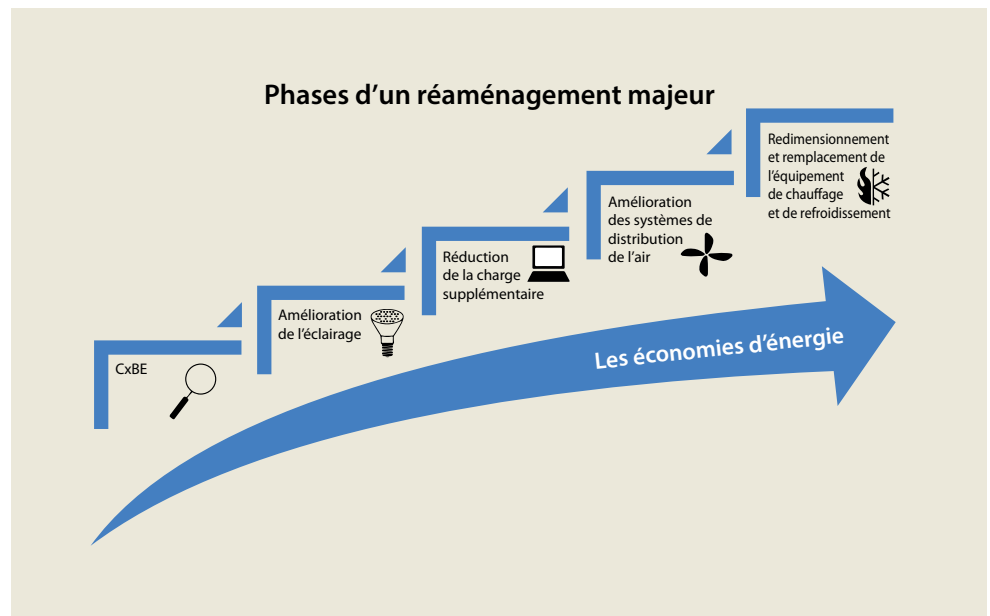 Phases d'un réaménagement majeur
CxBE
Amélioration
de l'éclairage
Réduction
de la charge
supplémentaire
Amélioration
des systèmes de
distribution
de l'air
Redimensionnement
et remplacement de
l'équipement
de chauffage
et de refroidissement
Les économies d'énergie